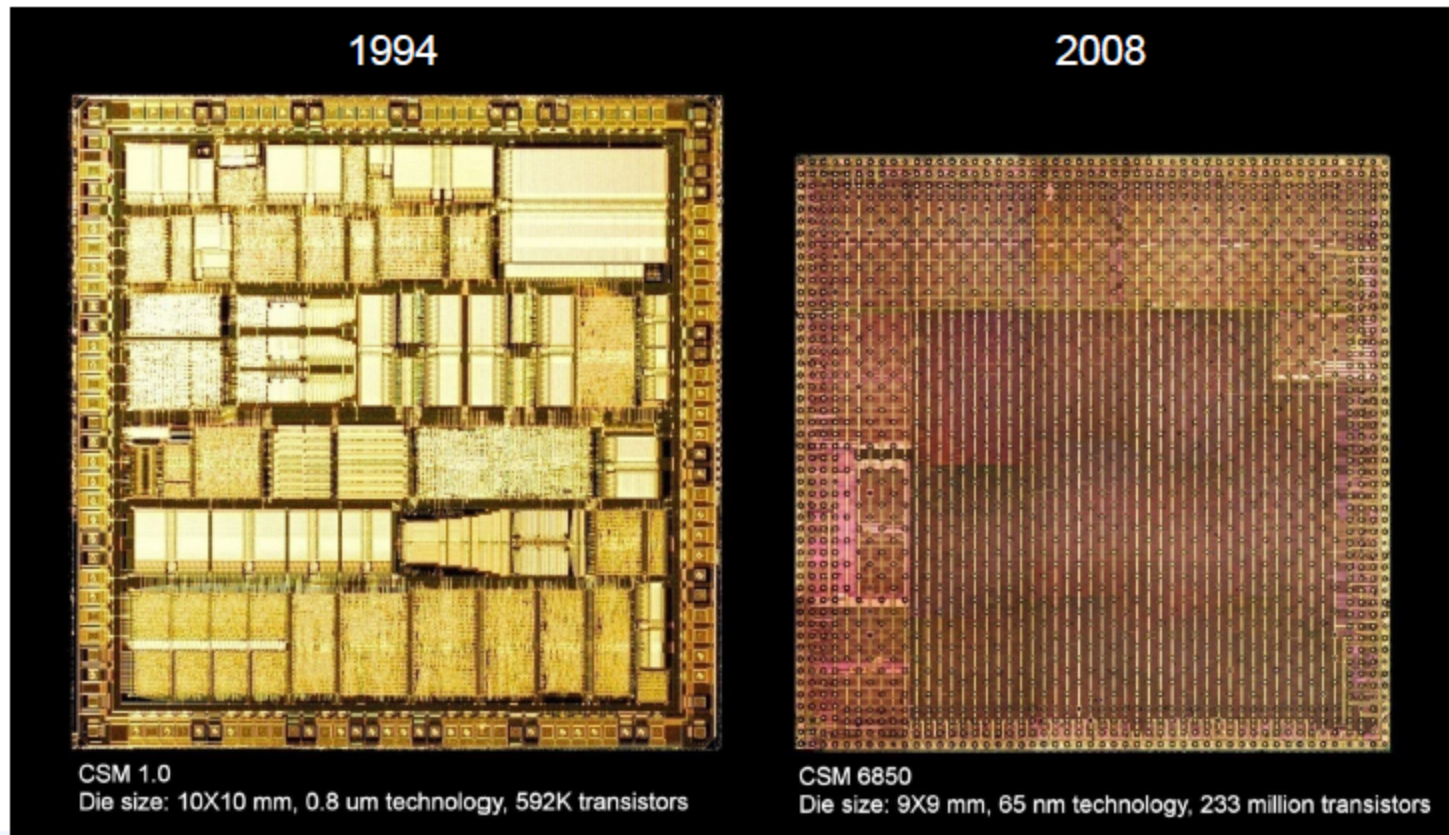 1994
2008
CSM 1.0
Die size: 10X10 mm, 0.8 um technology, 592K transistors
CSM 6850
Die size: 9X9 mm, 65 nm technology, 233 million transistors